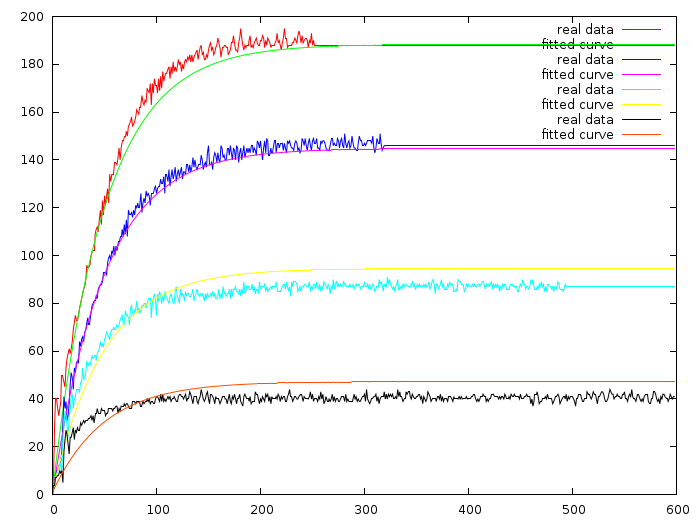 200
180
160
140
120
100
80
60
40
20
0
0 100 200 300 400 500 600
real data
fitted curve
real data
fitted curve
real data
fitted curve
real data
fitted curve